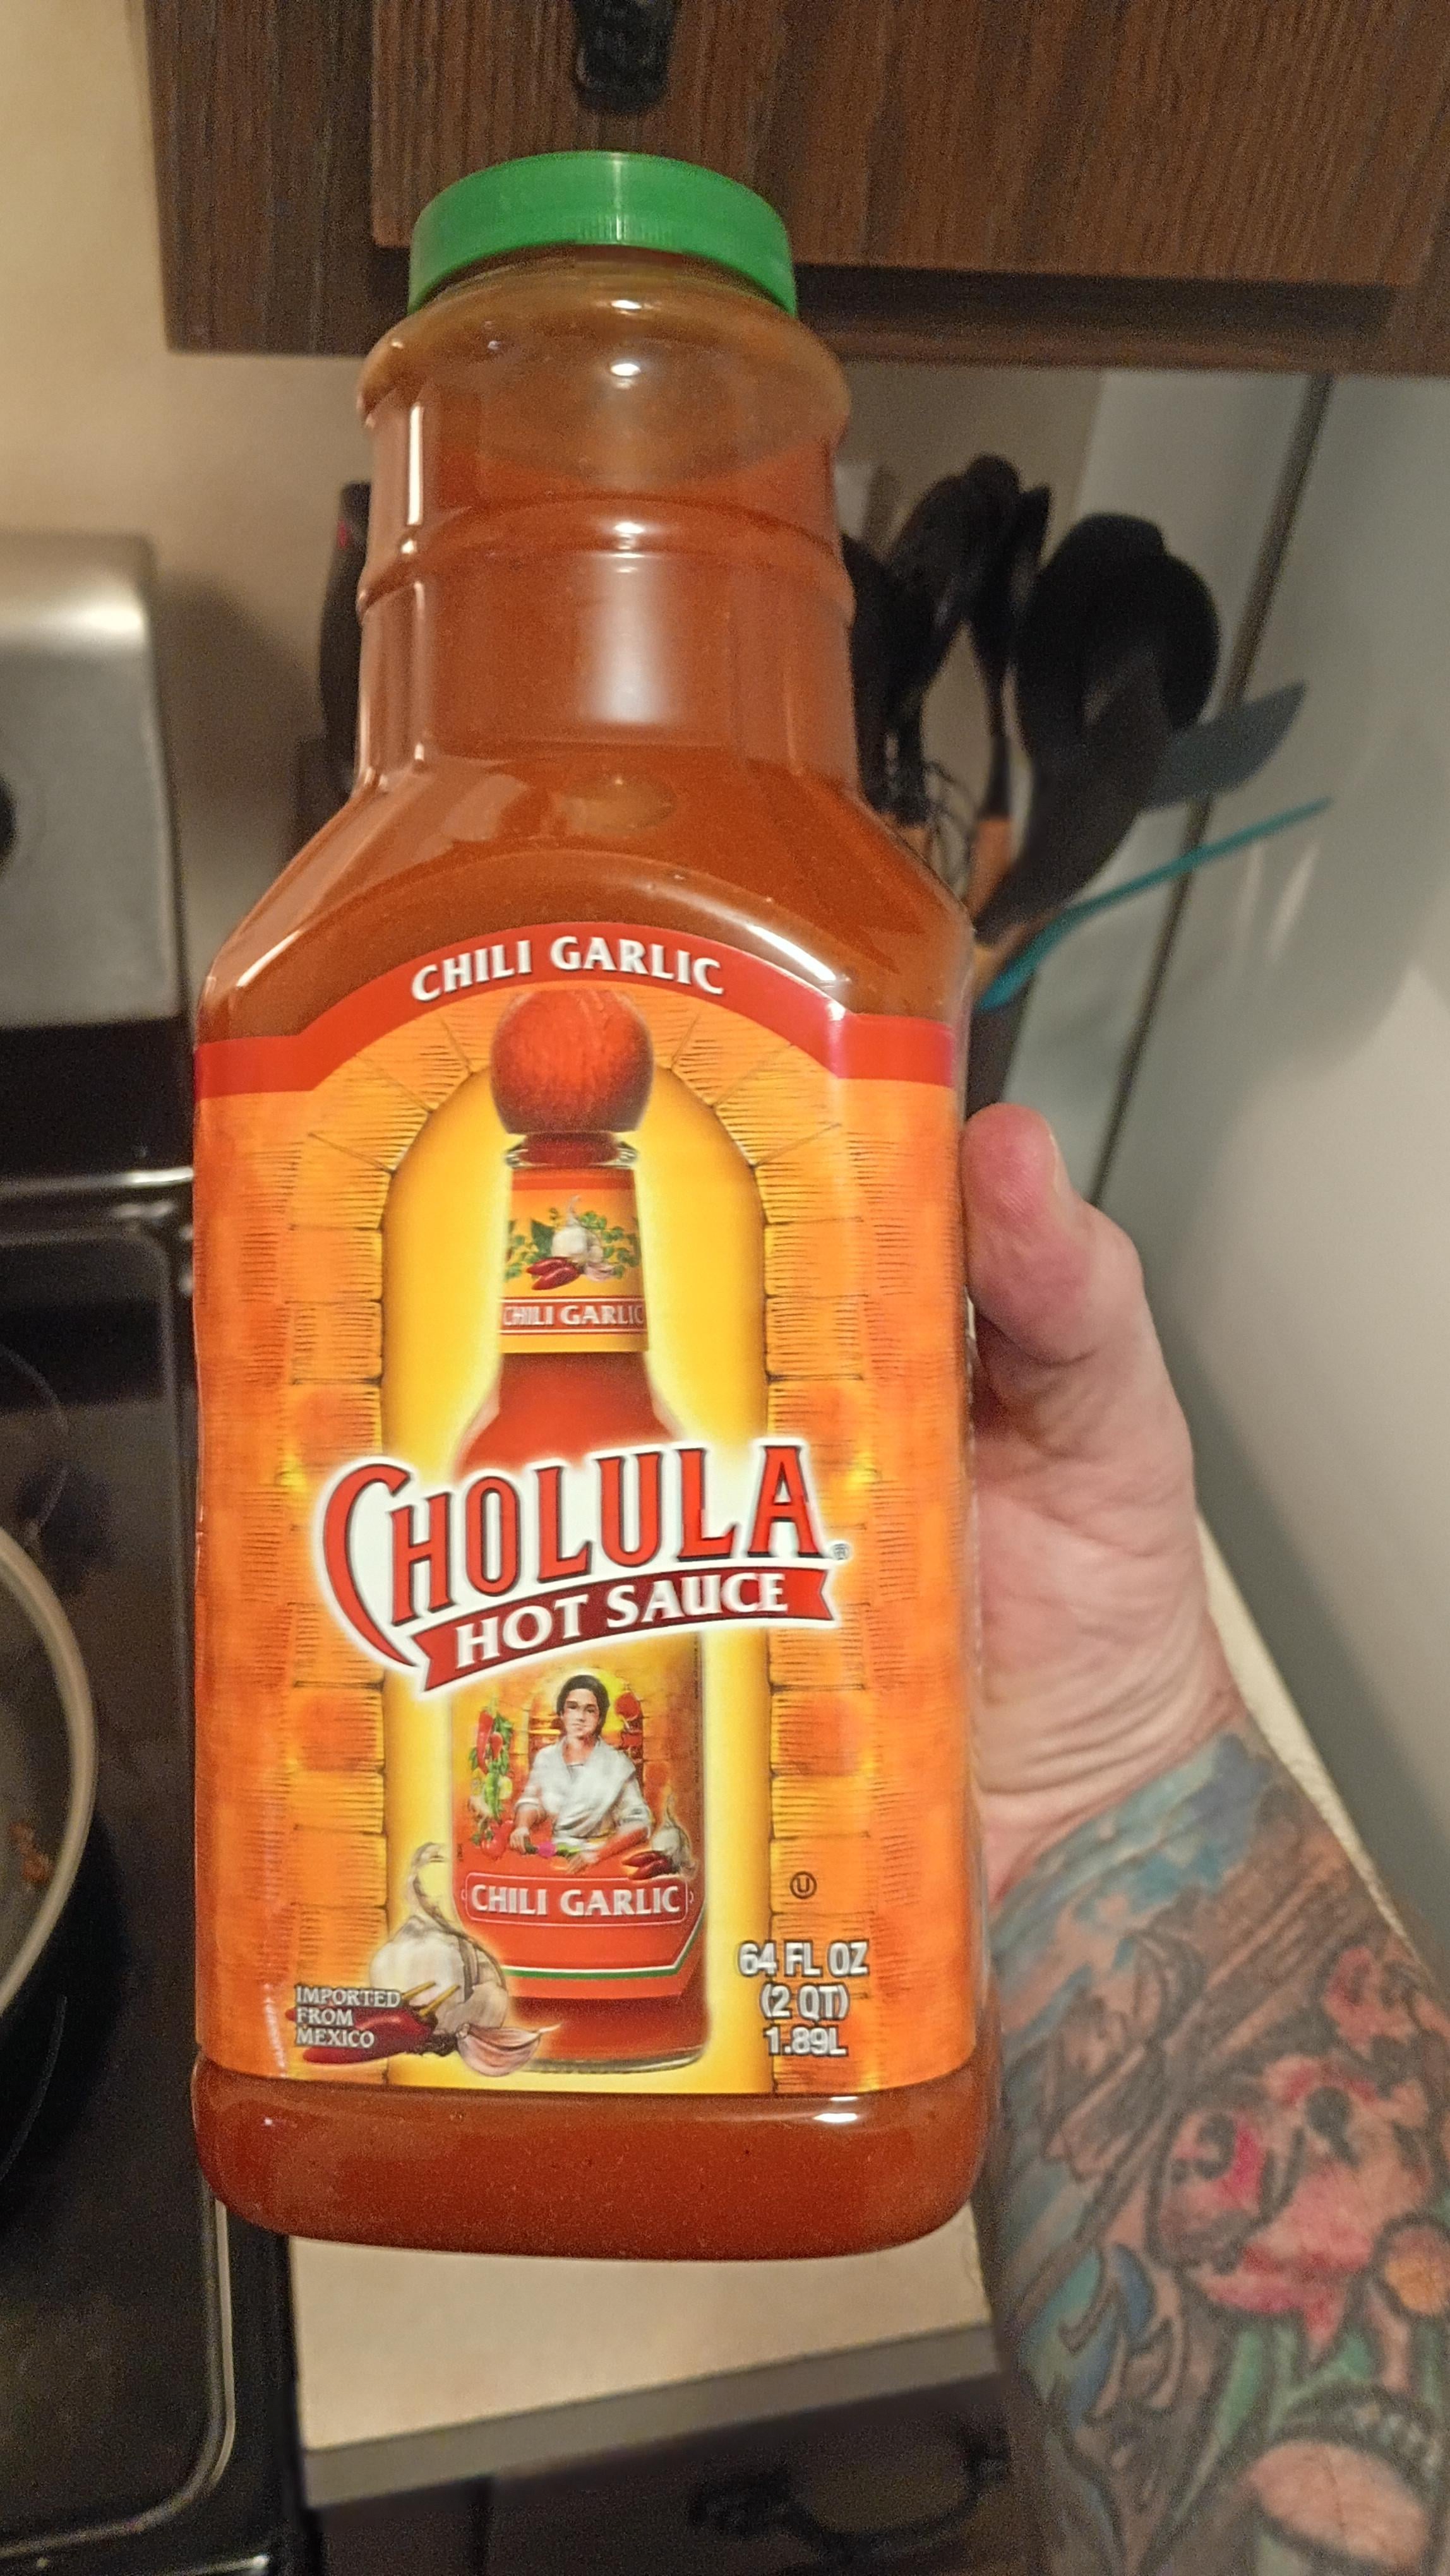 CHILI GARLIC
CHILI GARLIC
CHOLULA®
HOT SAUCE
CHILI GARLIC
U
64 FL OZ
(2 QT)
1.89L
IMPORTED
FROM
MEXICO